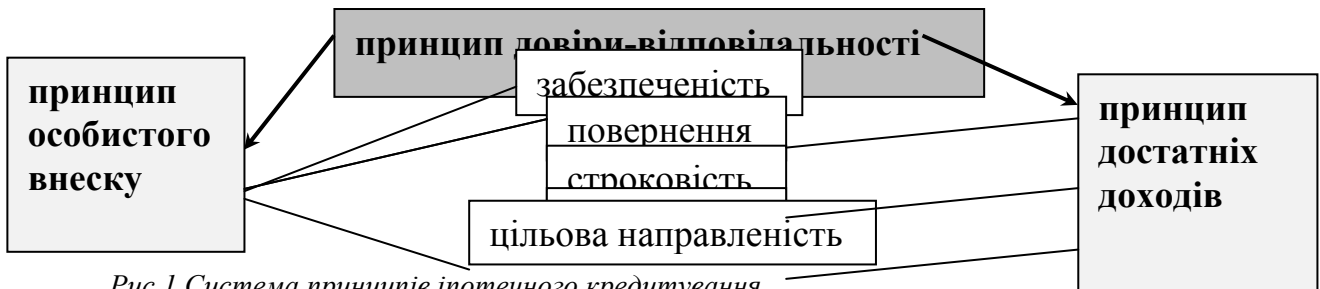 принцип довіри-відповідальності
принцип
особистого
внеску
забезпеченість
повернення
строковість
цільова направленість
принцип
достатніх
доходів
Рис.1 Система принципів іпотечного кредитування